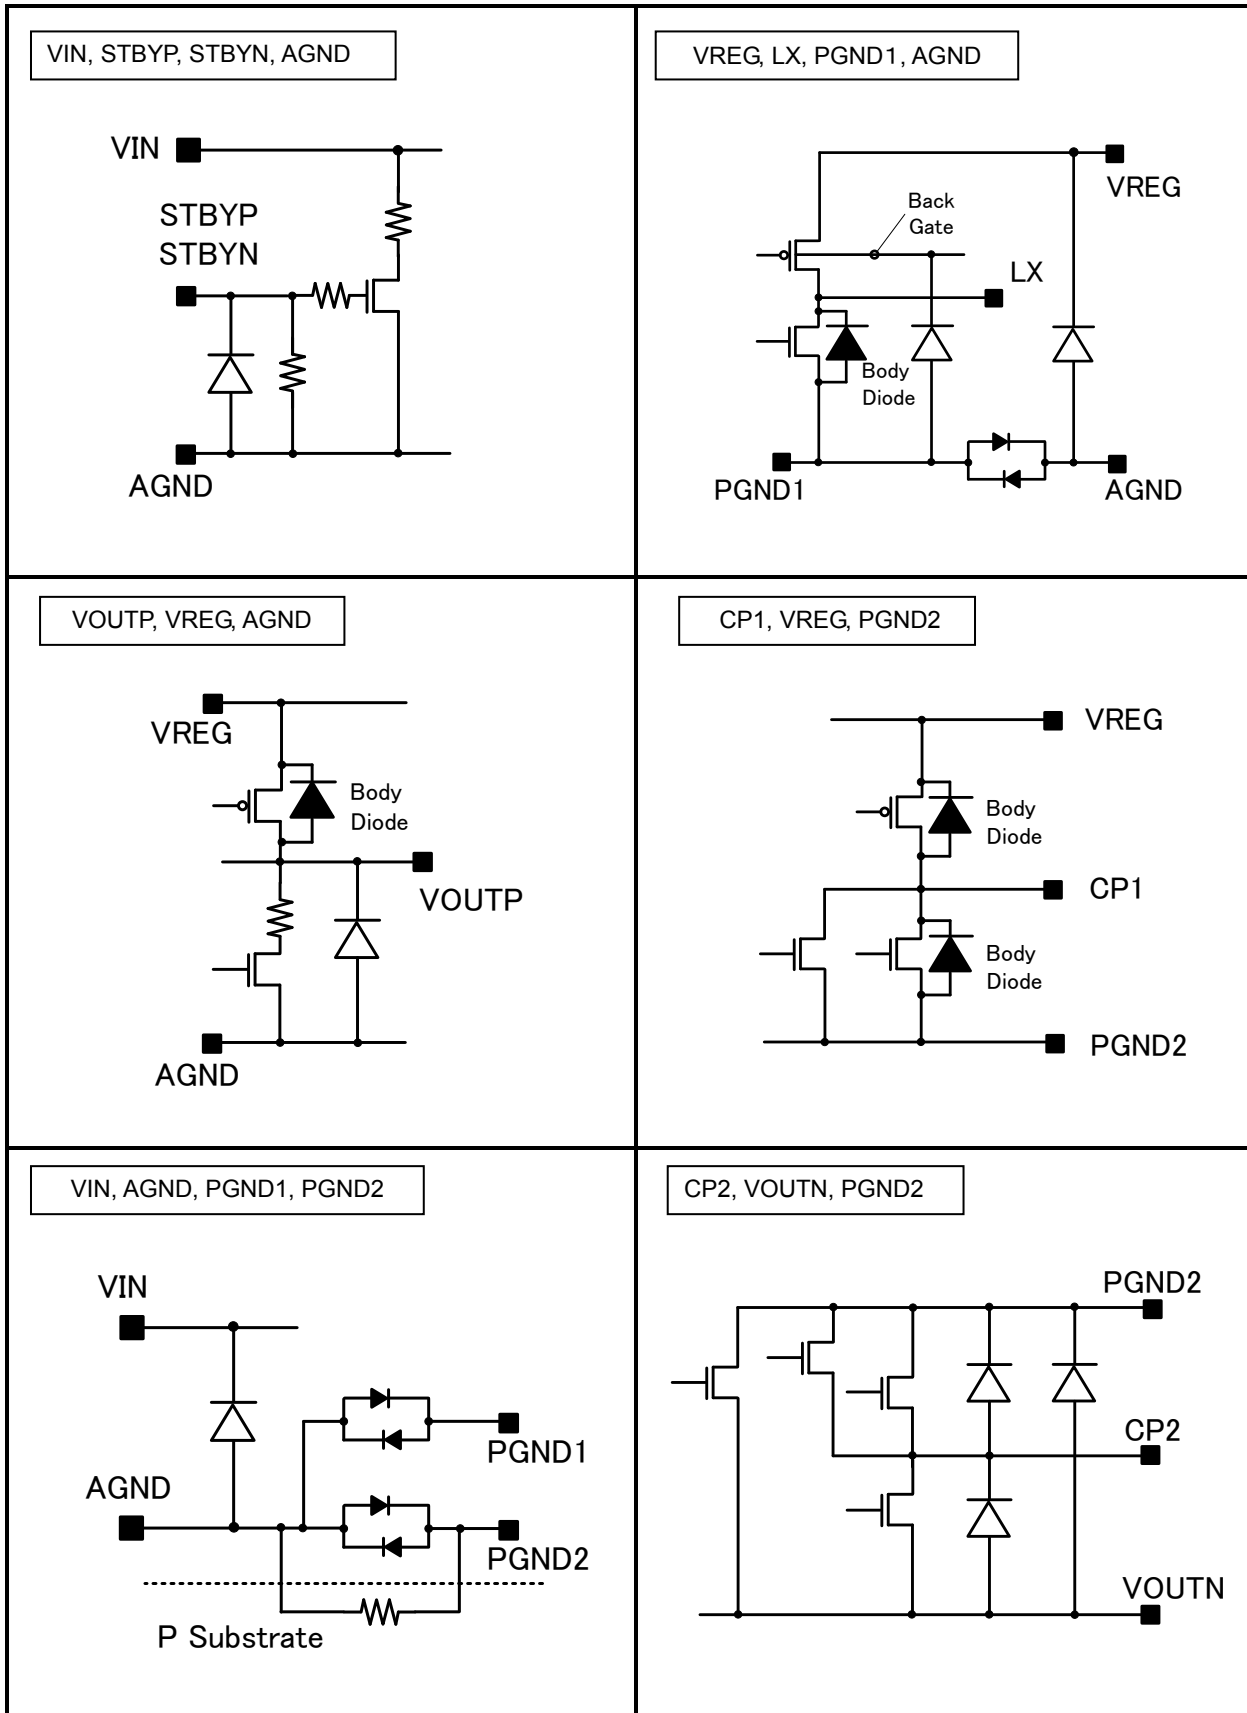 VIN, STBYP, STBYN, AGND
VIN
STBYP
STBYN
AGND
VREG, LX, PGND1, AGND
VREG
Back
Gate
LX
Body
Diode
PGND1
AGND
VOUTP, VREG, AGND
VREG
Body
Diode
VOUTP
AGND
CP1, VREG, PGND2
VREG
Body
Diode
CP1
Body
Diode
PGND2
VIN, AGND, PGND1, PGND2
VIN
PGND1
AGND
PGND2
P Substrate
CP2, VOUTN, PGND2
PGND2
CP2
VOUTN